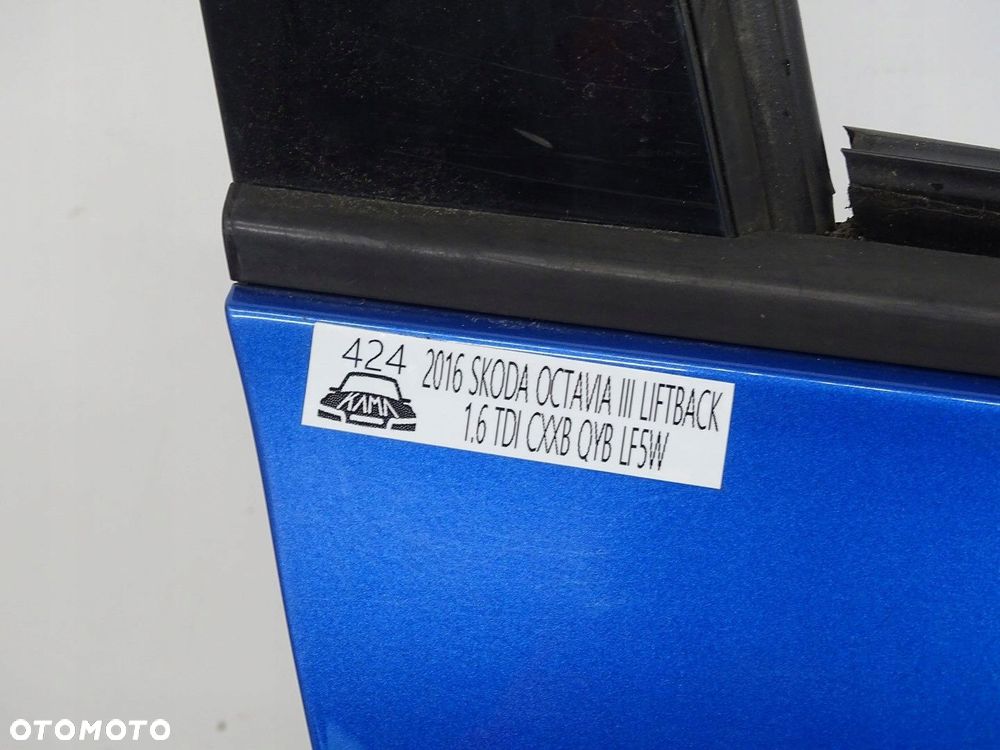 424
2016 SKODA OCTAVIA III LIFTBACK
1.6 TDI CXXB QYB LF5W
KAMA
OTOMOTO